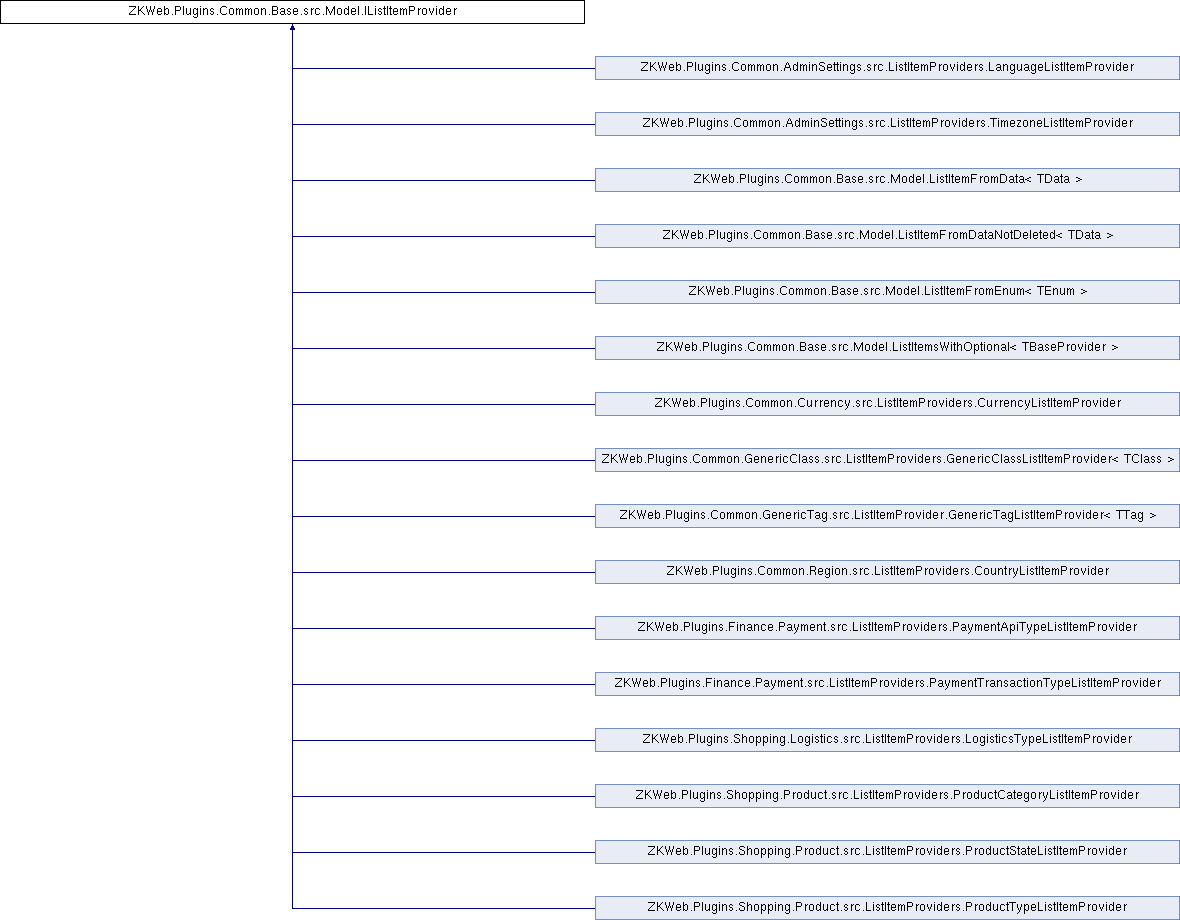 ZKWeb.Plugins.Common.Base.src.Model.IListItemProvider
ZKWeb.Plugins.Common.AdminSettings.src.ListItemProviders.LanguageListItemProvider
ZKWeb.Plugins.Common.AdminSettings.src.ListItemProviders.TimezoneListItemProvider
ZKWeb.Plugins.Common.Base.src.Model.ListItemFromData< TData >
ZKWeb.Plugins.Common.Base.src.Model.ListItemFromDataNotDeleted< TData >
ZKWeb.Plugins.Common.Base.src.Model.ListItemFromEnum< TEnum >
ZKWeb.Plugins.Common.Base.src.Model.ListItemsWithOptional< TBaseProvider >
ZKWeb.Plugins.Common.Currency.src.ListItemProviders.CurrencyListItemProvider
ZKWeb.Plugins.Common.GenericClass.src.ListItemProviders.GenericClassListItemProvider< TClass >
ZKWeb.Plugins.Common.GenericTag.src.ListItemProvider.GenericTagListItemProvider< TTag >
ZKWeb.Plugins.Common.Region.src.ListItemProviders.CountryListItemProvider
ZKWeb.Plugins.Finance.Payment.src.ListItemProviders.PaymentApiTypeListItemProvider
ZKWeb.Plugins.Finance.Payment.src.ListItemProviders.PaymentTransactionTypeListItemProvider
ZKWeb.Plugins.Shopping.Logistics.src.ListItemProviders.LogisticsTypeListItemProvider
ZKWeb.Plugins.Shopping.Product.src.ListItemProviders.ProductCategoryListItemProvider
ZKWeb.Plugins.Shopping.Product.src.ListItemProviders.ProductStateListItemProvider
ZKWeb.Plugins.Shopping.Product.src.ListItemProviders.ProductTypeListItemProvider